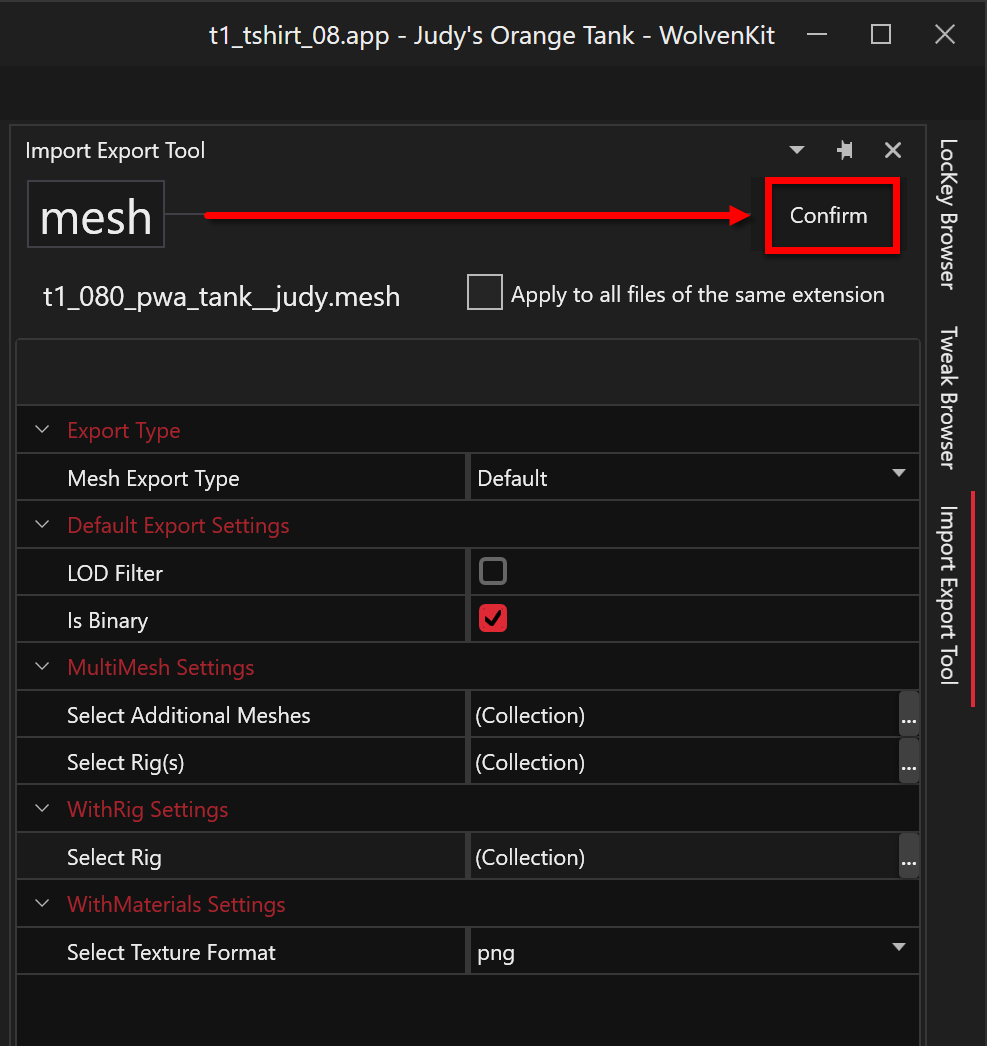 t1_tshirt_08.app - Judy's Orange Tank - WolvenKit
Import Export Tool
mesh
Confirm
t1_080_pwa_tank__judy.mesh
Apply to all files of the same extension
Export Type
Mesh Export Type Default
Default Export Settings
LOD Filter
Is Binary
MultiMesh Settings
Select Additional Meshes (Collection) ...
Select Rig(s) (Collection) ...
WithRig Settings
Select Rig (Collection) ...
WithMaterials Settings
Select Texture Format png
LocKey Browser
Tweak Browser
Import Export Tool